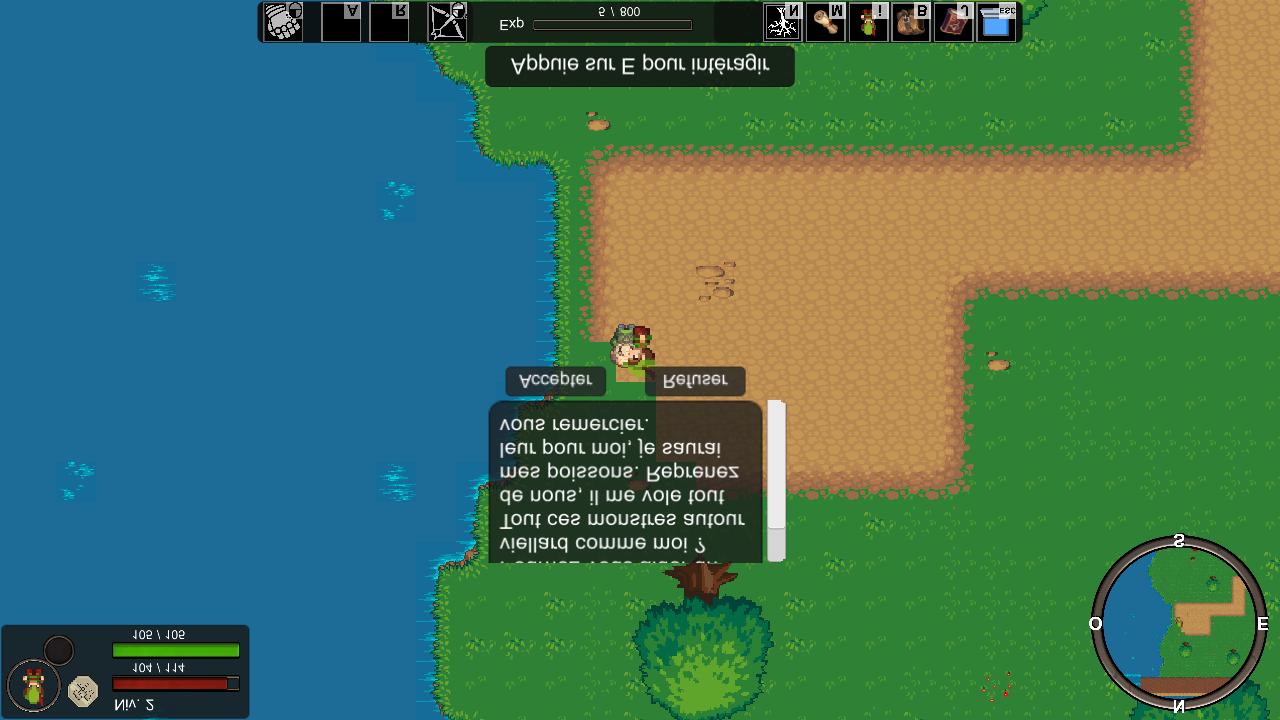 Niv. 2
104 / 114
105 / 105
N
O
E
S
viellard comme moi ?
Tout ces monstres autour
de nous, il me vole tout
mes poissons. Reprenez
leur pour moi, je saurai
vous remercier.
Accepter
Refuser
Appuie sur E pour intéragir
A
R
Exp
5 / 800
N
M
I
B
J
ESC